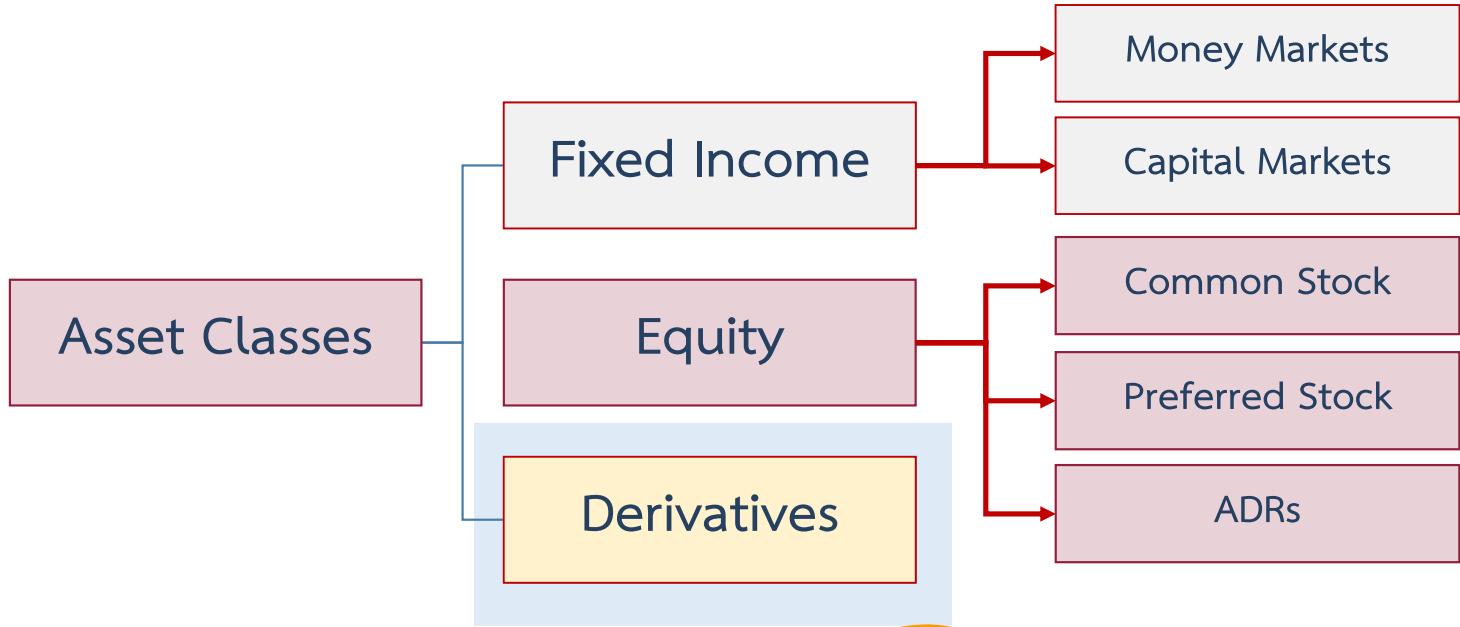 Asset Classes
Fixed Income
Equity
Derivatives
Money Markets
Capital Markets
Common Stock
Preferred Stock
ADRs